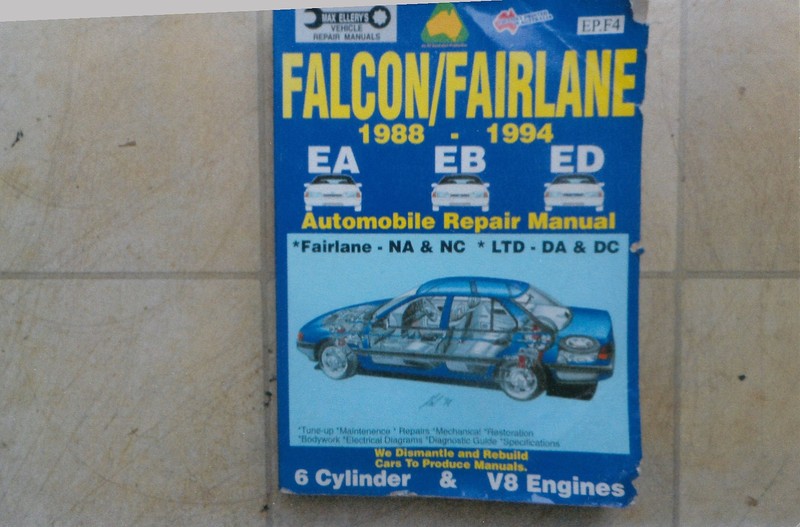 MAX ELLERY'S
VEHICLE
REPAIR MANUALS
EP.F4
FALCON/FAIRLANE
1988 - 1994
EA EB ED
Automobile Repair Manual
*Fairlane - NA & NC * LTD - DA & DC
*Tune-up *Maintenence * Repairs *Mechanical *Restoration
*Bodywork *Electrical Diagrams *Diagnostic Guide *Specifications
We Dismantle and Rebuild
Cars To Produce Manuals.
6 Cylinder & V8 Engines